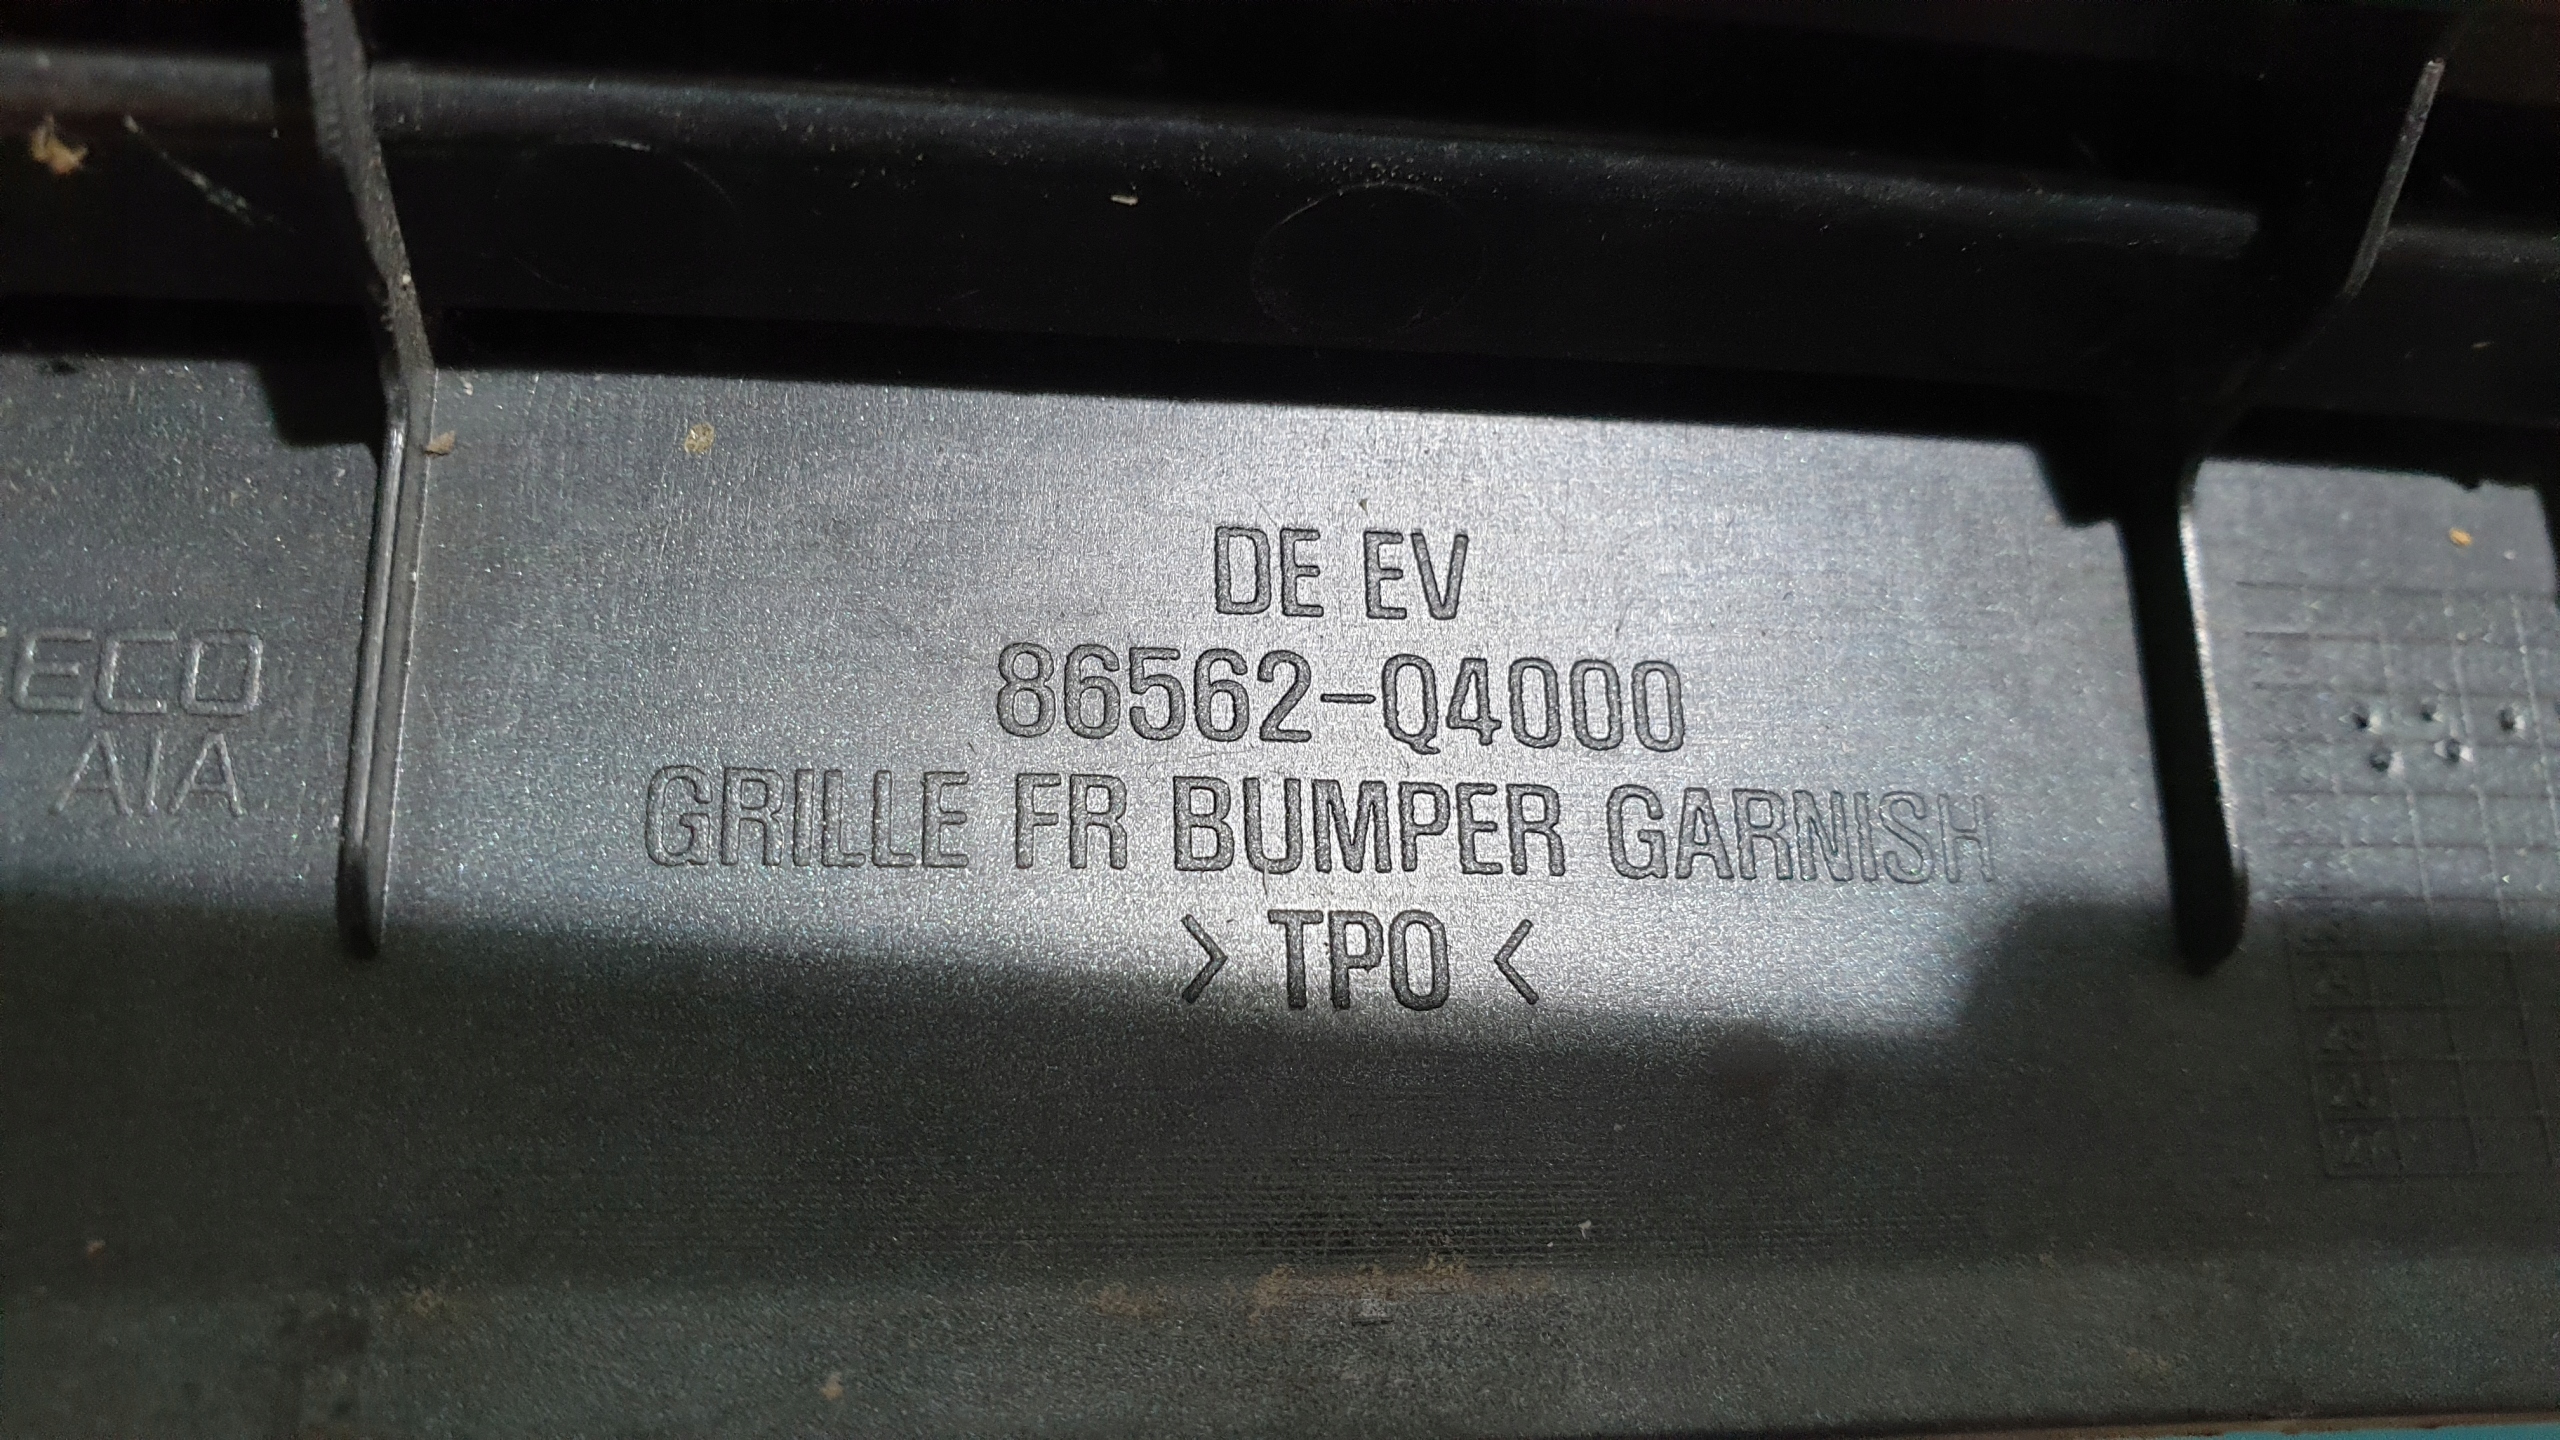 DE EV
86562-Q4000
GRILLE FR BUMPER GARNISH
> TPO <
AIA